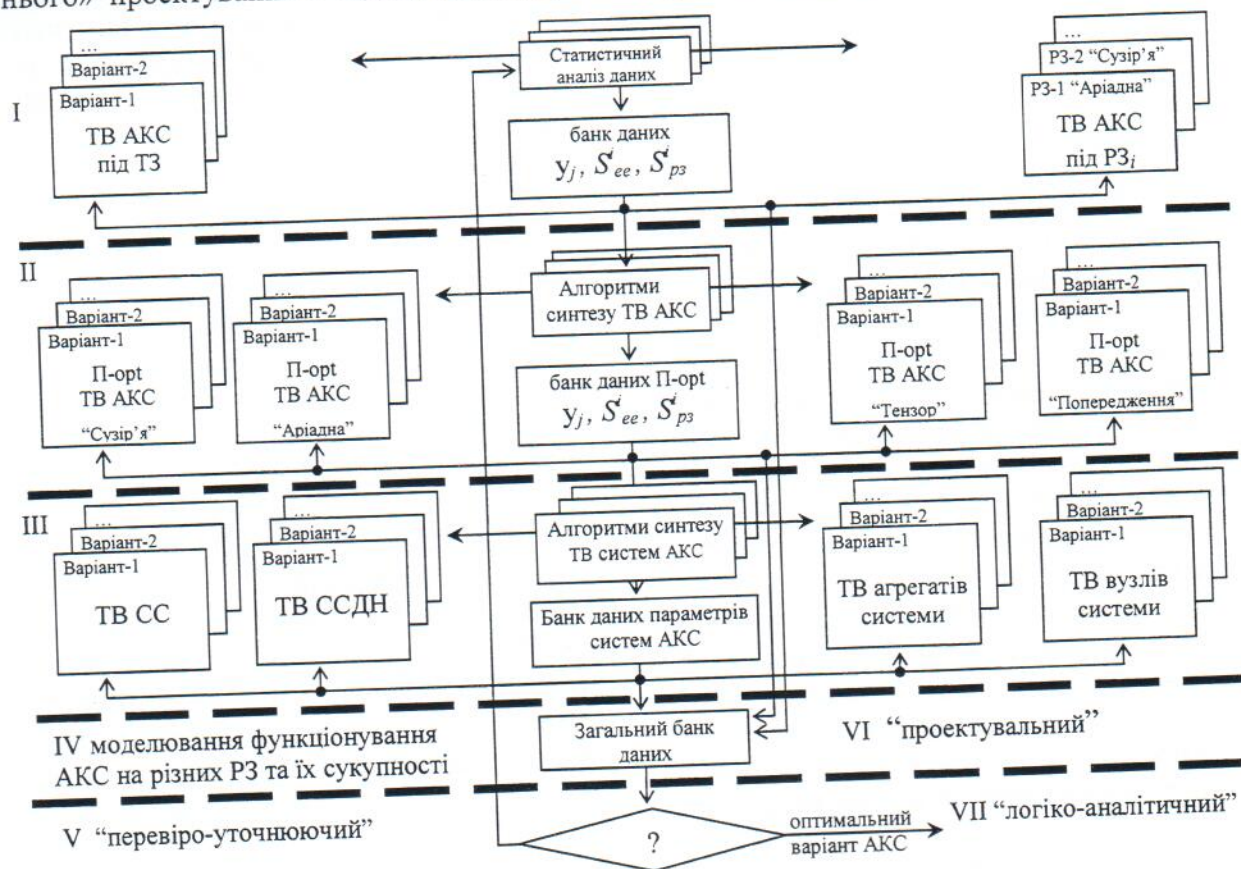 нього» проектуван
...
Варіант-2
Варіант-1
ТВ АКС
під ТЗ
I
Статистичний
аналіз даних
банк даних
yj, Siee, Siрз
...
РЗ-2 “Сузір’я”
РЗ-1 “Аріадна”
ТВ АКС
під РЗi
II
...
Варіант-2
Варіант-1
П-opt
ТВ АКС
“Сузір’я”
...
Варіант-2
Варіант-1
П-opt
ТВ АКС
“Аріадна”
Алгоритми
синтезу ТВ АКС
банк даних П-opt
yj, Siee, Siрз
...
Варіант-2
Варіант-1
П-opt
ТВ АКС
“Тензор”
...
Варіант-2
Варіант-1
П-opt
ТВ АКС
“Попередження”
III
...
Варіант-2
Варіант-1
ТВ СС
...
Варіант-2
Варіант-1
ТВ ССДН
Алгоритми синтезу
ТВ систем АКС
Банк даних параметрів
систем АКС
...
Варіант-2
Варіант-1
ТВ агрегатів
системи
...
Варіант-2
Варіант-1
ТВ вузлів
системи
IV моделювання функціонування
АКС на різних РЗ та їх сукупності
Загальний банк
даних
VI “проектувальний”
V “перевіро-уточнюючий”
?
оптимальний
варіант АКС
VII “логіко-аналітичний”